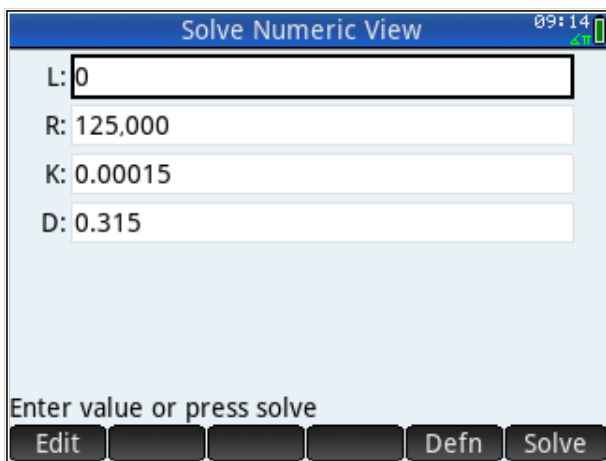 Solve Numeric View 09:14
∡π
L: 0
R: 125,000
K: 0.00015
D: 0.315
Enter value or press solve
Edit Defn Solve